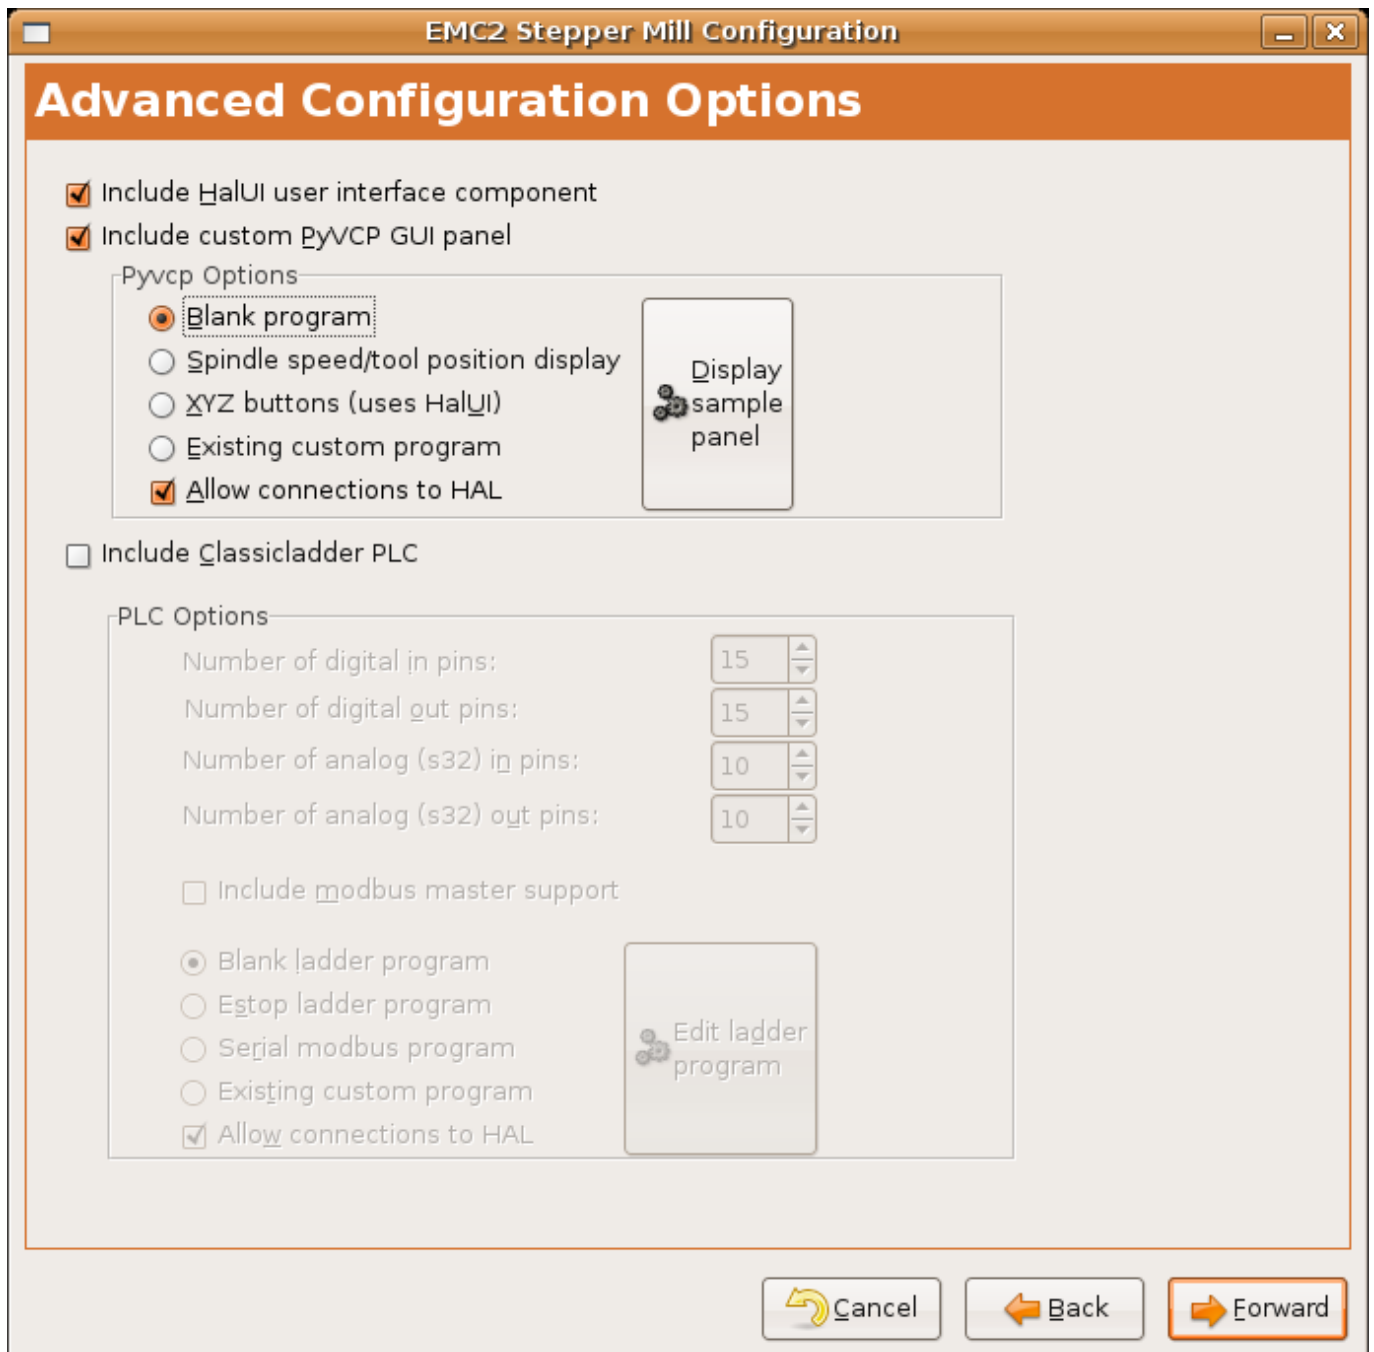 EMC2 Stepper Mill Configuration
Advanced Configuration Options
Include HalUI user interface component
Include custom PyVCP GUI panel
Pyvcp Options
Blank program
Spindle speed/tool position display
XYZ buttons (uses HalUI)
Existing custom program
Allow connections to HAL
Display
sample
panel
Include Classicladder PLC
PLC Options
Number of digital in pins: 15
Number of digital out pins: 15
Number of analog (s32) in pins: 10
Number of analog (s32) out pins: 10
Include modbus master support
Blank ladder program
Estop ladder program
Serial modbus program
Existing custom program
Allow connections to HAL
Edit ladder
program
Cancel Back Forward